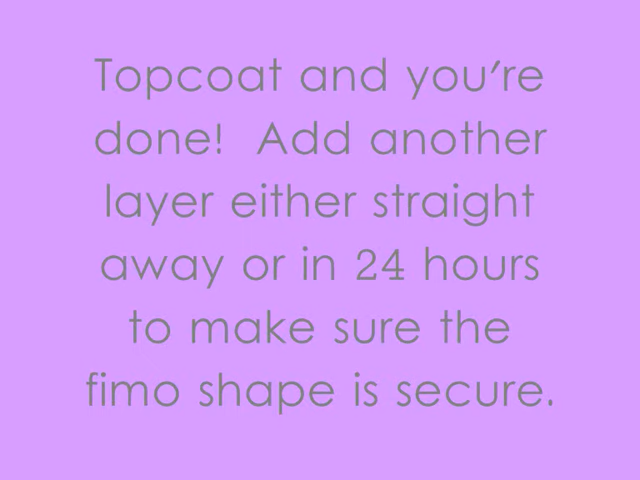 Topcoat and you're
done!  Add another
layer either straight
away or in 24 hours
to make sure the
fimo shape is secure.